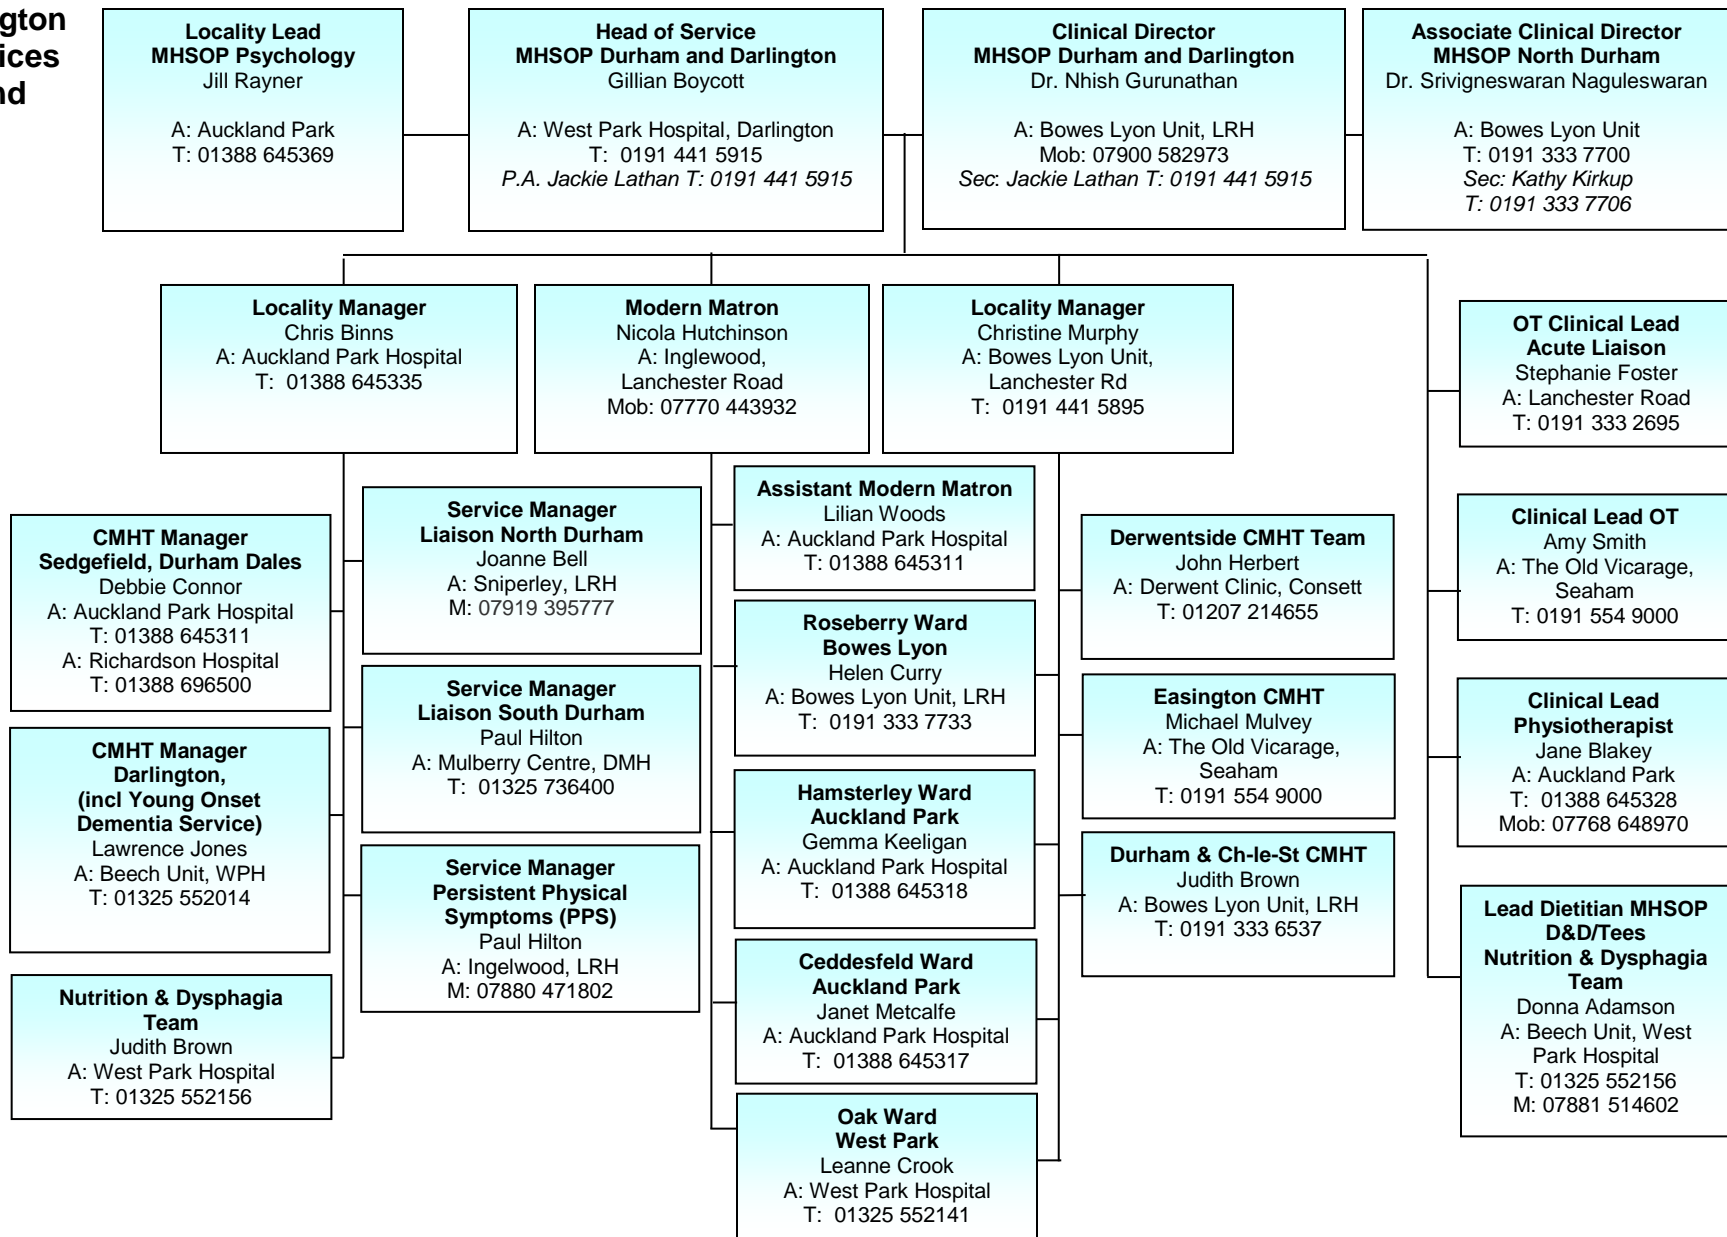 gton
ices
nd
Locality Lead
MHSOP Psychology
Jill Rayner
A: Auckland Park
T: 01388 645369
Head of Service
MHSOP Durham and Darlington
Gillian Boycott
A: West Park Hospital, Darlington
T: 0191 441 5915
P.A. Jackie Lathan T: 0191 441 5915
Clinical Director
MHSOP Durham and Darlington
Dr. Nhish Gurunathan
A: Bowes Lyon Unit, LRH
Mob: 07900 582973
Sec: Jackie Lathan T: 0191 441 5915
Associate Clinical Director
MHSOP North Durham
Dr. Srivigneswaran Naguleswaran
A: Bowes Lyon Unit
T: 0191 333 7700
Sec: Kathy Kirkup
T: 0191 333 7706
Locality Manager
Chris Binns
A: Auckland Park Hospital
T: 01388 645335
Modern Matron
Nicola Hutchinson
A: Inglewood,
Lanchester Road
Mob: 07770 443932
Locality Manager
Christine Murphy
A: Bowes Lyon Unit,
Lanchester Rd
T: 0191 441 5895
OT Clinical Lead
Acute Liaison
Stephanie Foster
A: Lanchester Road
T: 0191 333 2695
CMHT Manager
Sedgefield, Durham Dales
Debbie Connor
A: Auckland Park Hospital
T: 01388 645311
A: Richardson Hospital
T: 01388 696500
CMHT Manager
Darlington,
(incl Young Onset
Dementia Service)
Lawrence Jones
A: Beech Unit, WPH
T: 01325 552014
Nutrition & Dysphagia
Team
Judith Brown
A: West Park Hospital
T: 01325 552156
Service Manager
Liaison North Durham
Joanne Bell
A: Sniperley, LRH
M: 07919 395777
Service Manager
Liaison South Durham
Paul Hilton
A: Mulberry Centre, DMH
T: 01325 736400
Service Manager
Persistent Physical
Symptoms (PPS)
Paul Hilton
A: Ingelwood, LRH
M: 07880 471802
Assistant Modern Matron
Lilian Woods
A: Auckland Park Hospital
T: 01388 645311
Roseberry Ward
Bowes Lyon
Helen Curry
A: Bowes Lyon Unit, LRH
T: 0191 333 7733
Hamsterley Ward
Auckland Park
Gemma Keeligan
A: Auckland Park Hospital
T: 01388 645318
Ceddesfeld Ward
Auckland Park
Janet Metcalfe
A: Auckland Park Hospital
T: 01388 645317
Oak Ward
West Park
Leanne Crook
A: West Park Hospital
T: 01325 552141
Derwentside CMHT Team
John Herbert
A: Derwent Clinic, Consett
T: 01207 214655
Easington CMHT
Michael Mulvey
A: The Old Vicarage,
Seaham
T: 0191 554 9000
Durham & Ch-le-St CMHT
Judith Brown
A: Bowes Lyon Unit, LRH
T: 0191 333 6537
Clinical Lead OT
Amy Smith
A: The Old Vicarage,
Seaham
T: 0191 554 9000
Clinical Lead
Physiotherapist
Jane Blakey
A: Auckland Park
T: 01388 645328
Mob: 07768 648970
Lead Dietitian MHSOP
D&D/Tees
Nutrition & Dysphagia
Team
Donna Adamson
A: Beech Unit, West
Park Hospital
T: 01325 552156
M: 07881 514602